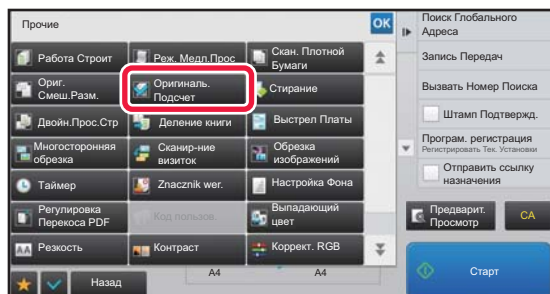 Прочие
OK
Работа Строит
Реж. Медл.Прос
Скан. Плотной
Бумаги
Ориг.
Смеш.Разм.
Оригиналь.
Подсчет
Стирание
Двойн.Прос.Стр
Деление книги
Выстрел Платы
Многосторонняя
обрезка
Сканир-ние
визиток
Обрезка
изображений
Таймер
Znacznik wer.
Настройка Фона
Регулировка
Перекоса PDF
Код пользов.
Выпадающий
цвет
Резкость
Контраст
Коррект. RGB
Назад
A4
A4
Поиск Глобального
Адреса
Запись Передач
Вызвать Номер Поиска
Штамп Подтвержд.
Програм. регистрация
Регистрировать Тек. Установки
Отправить ссылку
назначения
Предварит.
Просмотр
CA
Старт